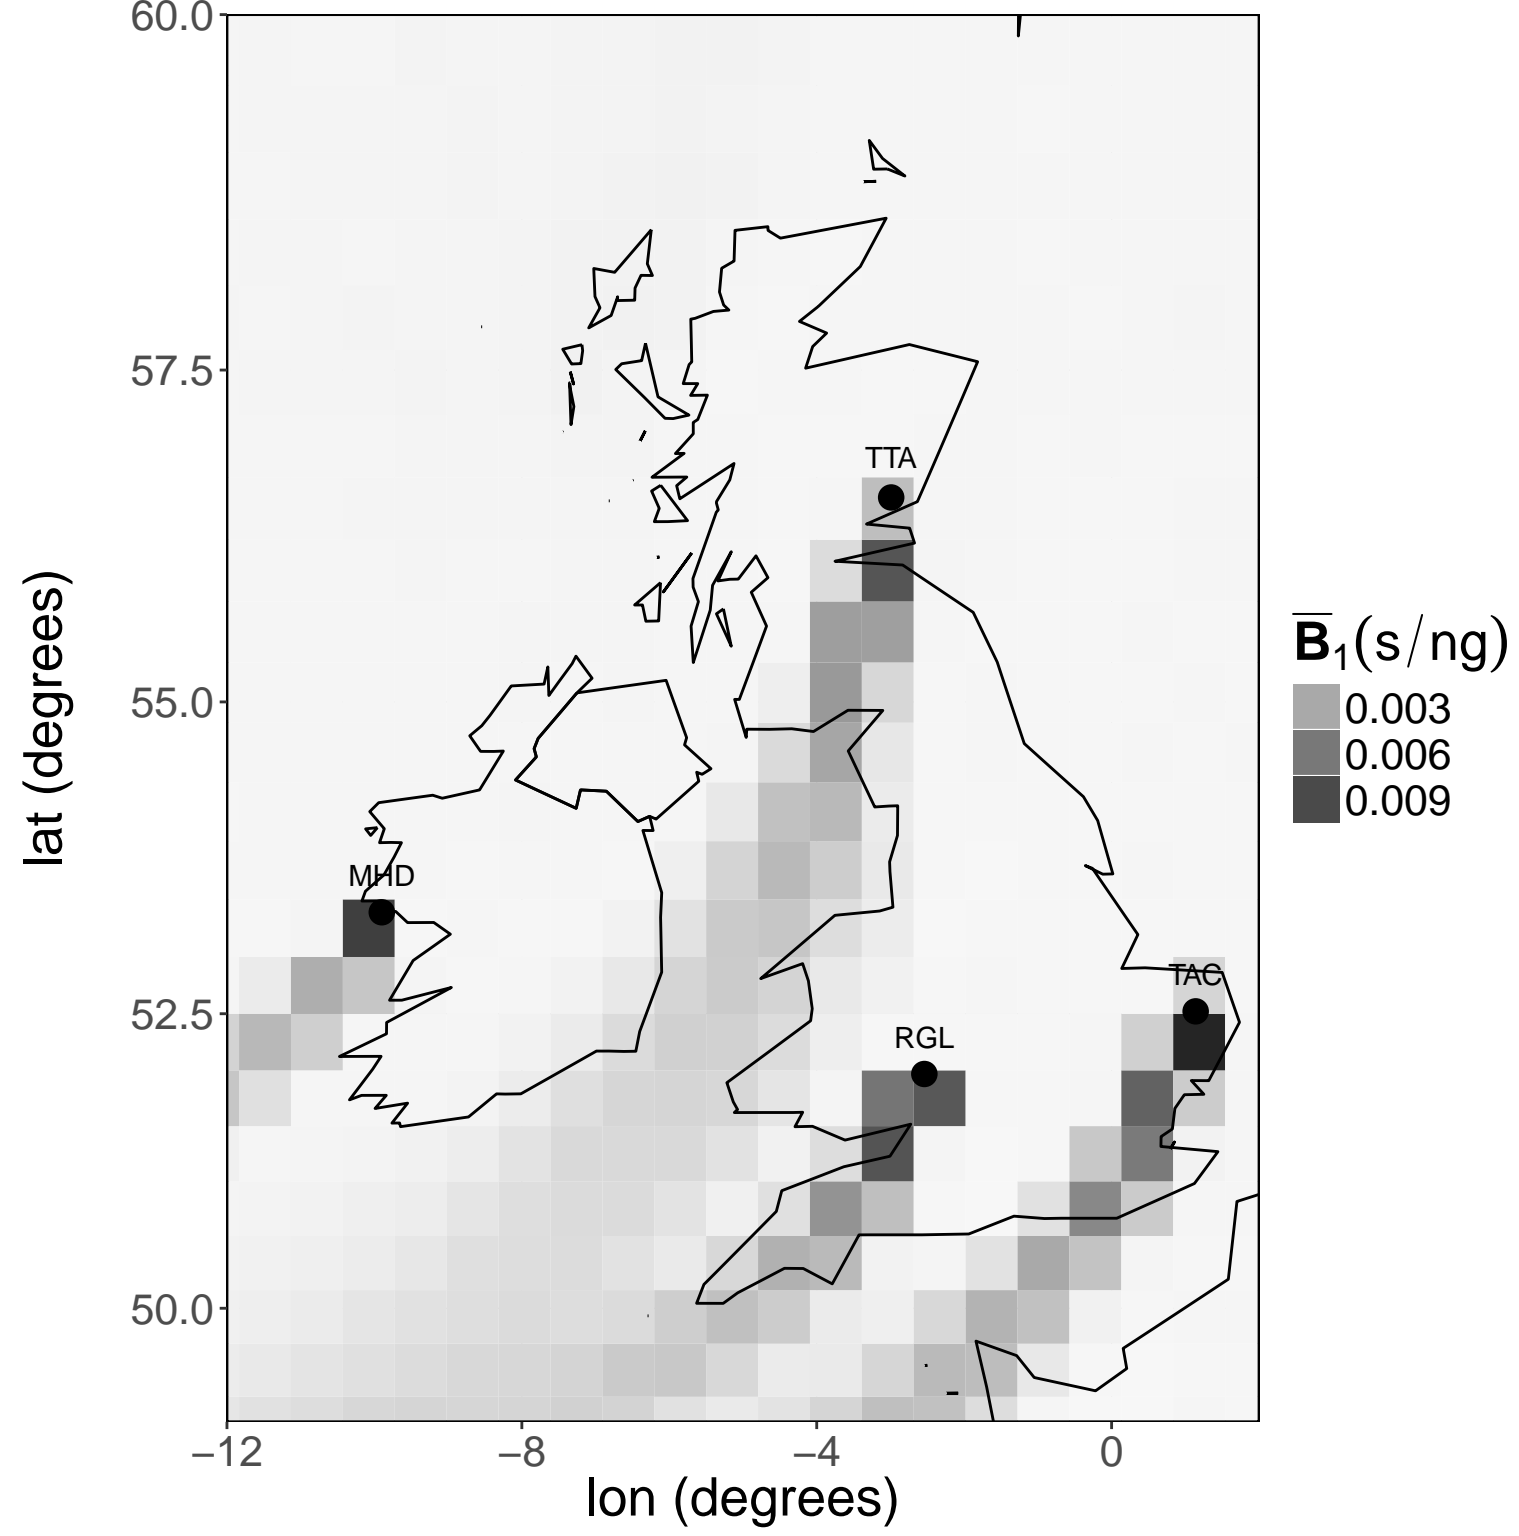 60.0
57.5
55.0
52.5
50.0
−12
−8
−4
0
lon (degrees)
lat (degrees)
TTA
MHD
TAC
RGL
B̅₁(s/ng)
0.003
0.006
0.009